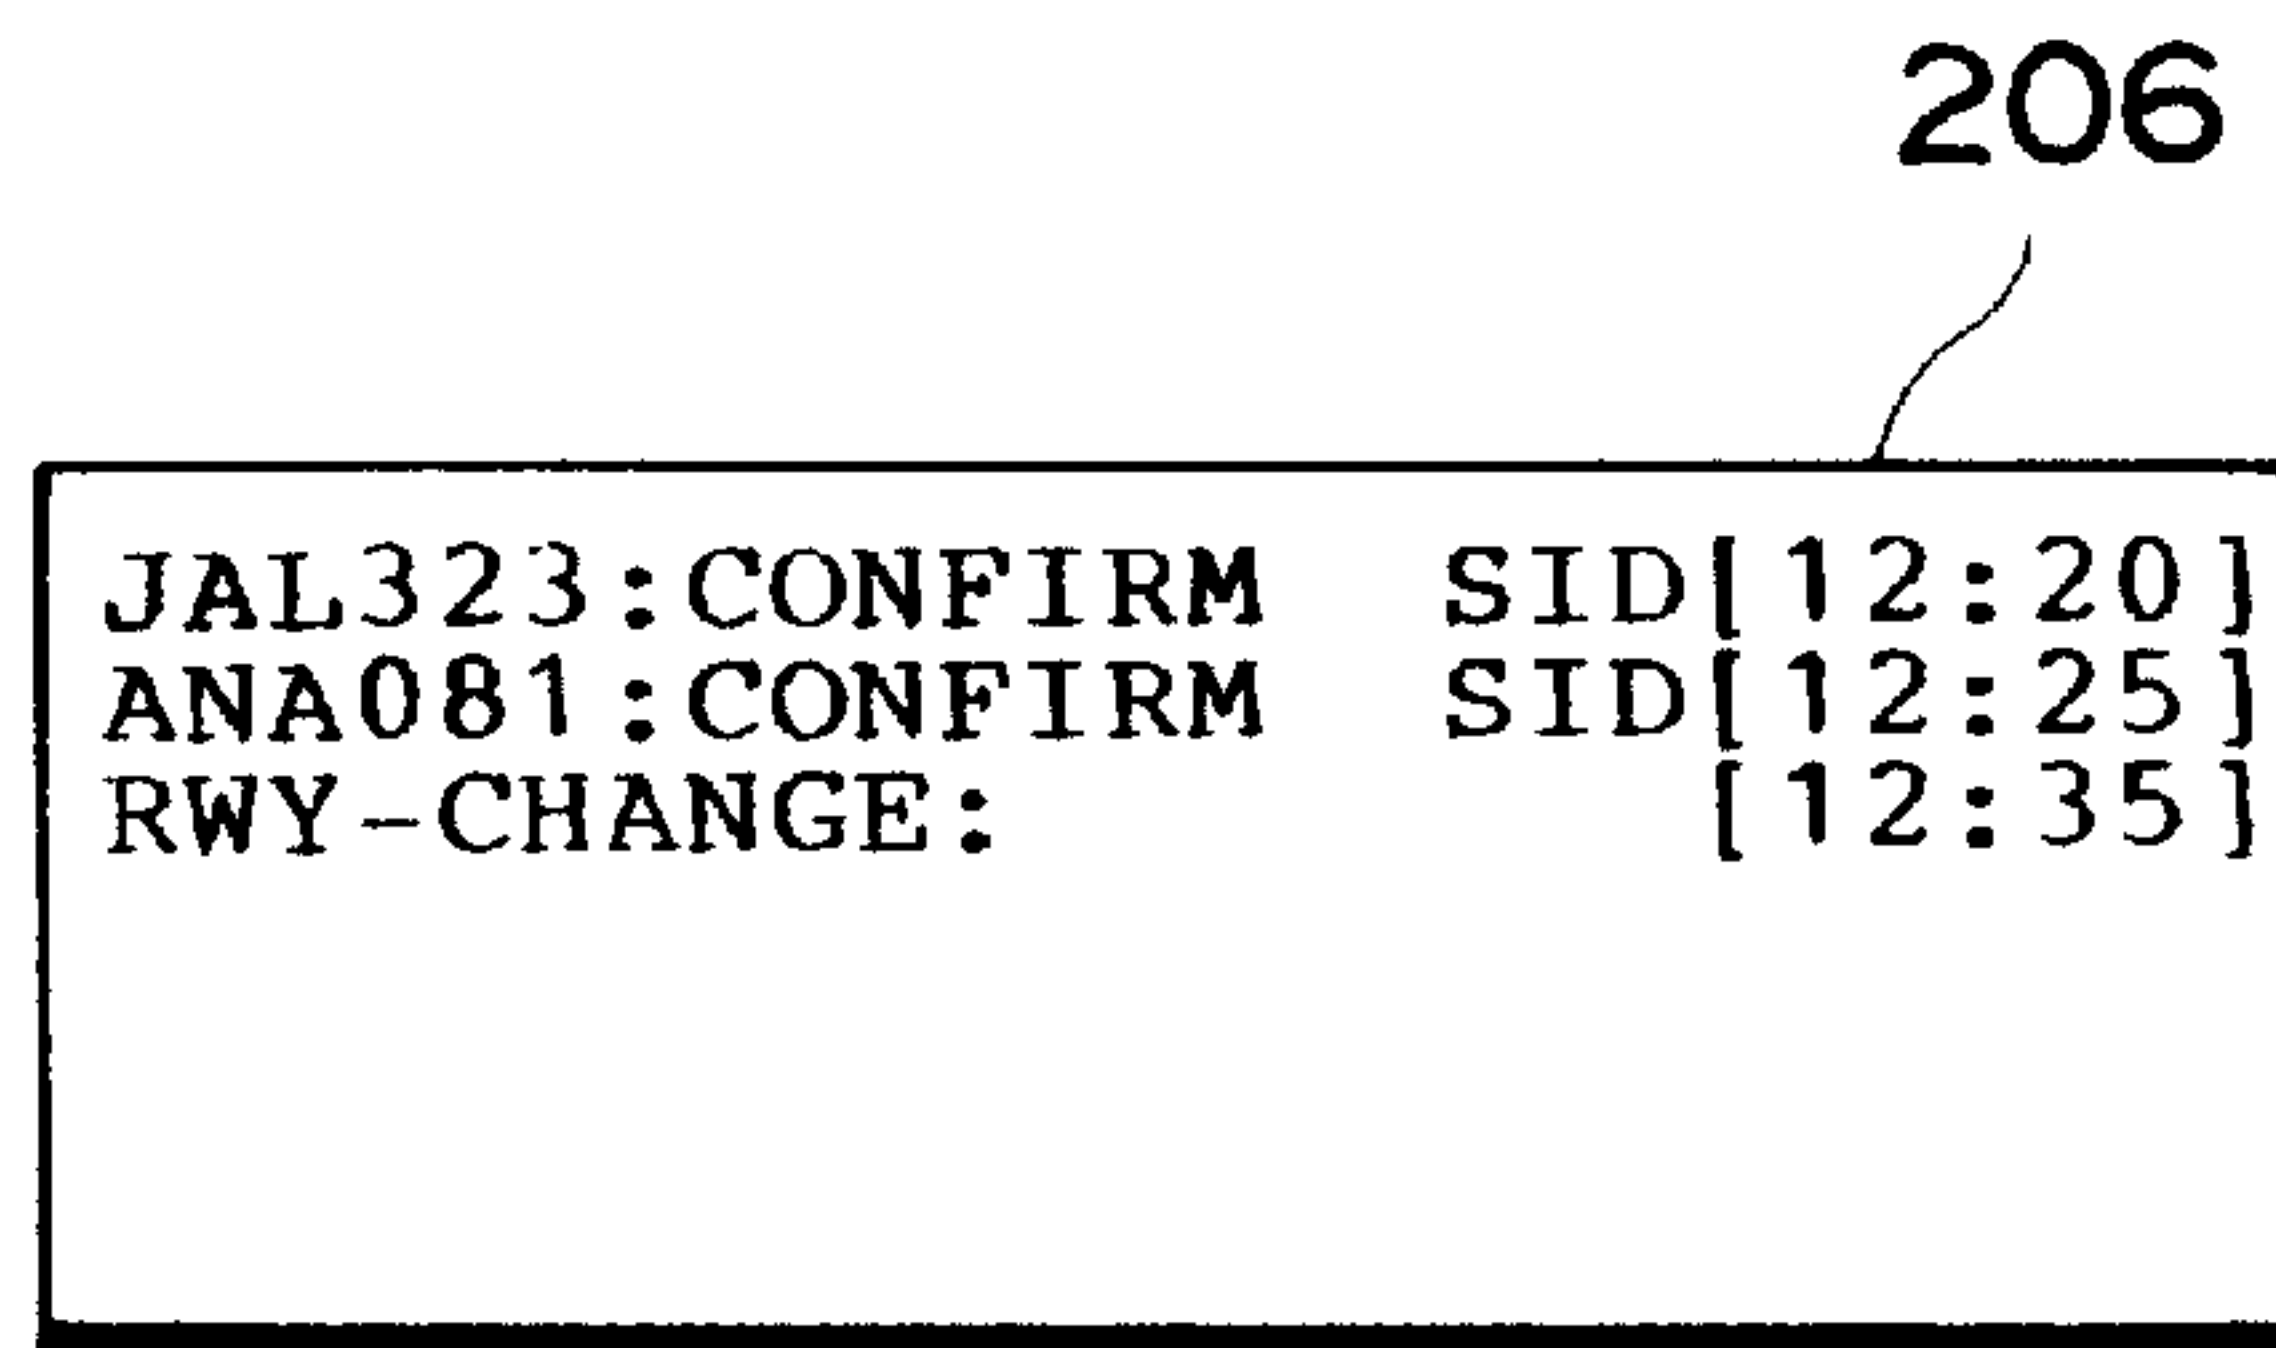 206
JAL323:CONFIRM  SID[12:20]
ANA081:CONFIRM  SID[12:25]
RWY-CHANGE:         [12:35]